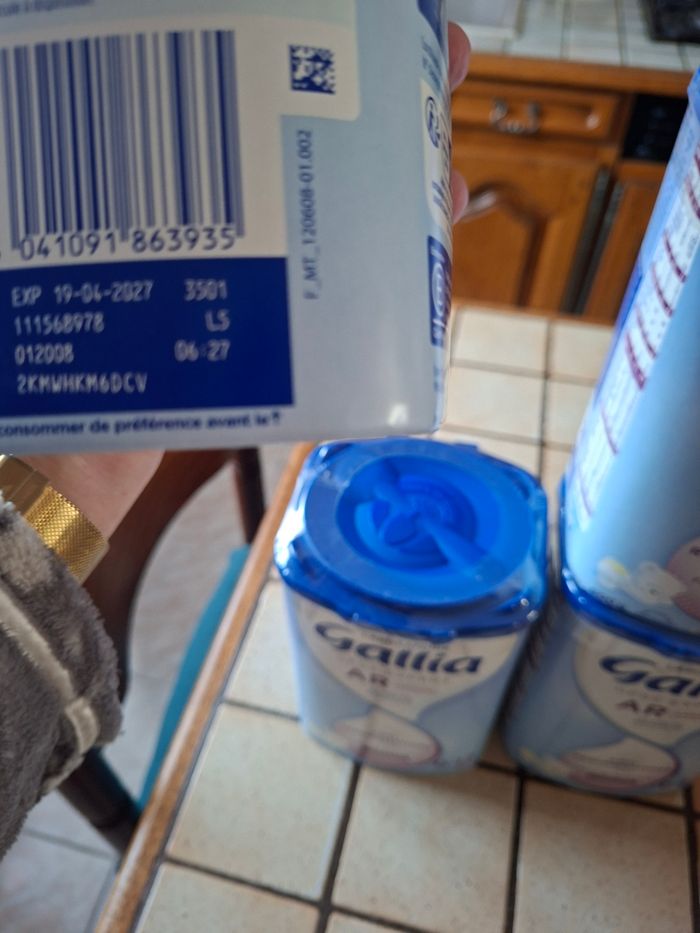 041091 863935
F_MT_120608-01.002
EXP 19-04-2027 3501
111568978 LS
012008 06:27
2KMWHKM6DCV
consommer de préférence avant le
Gallia
AR
Gal
AR